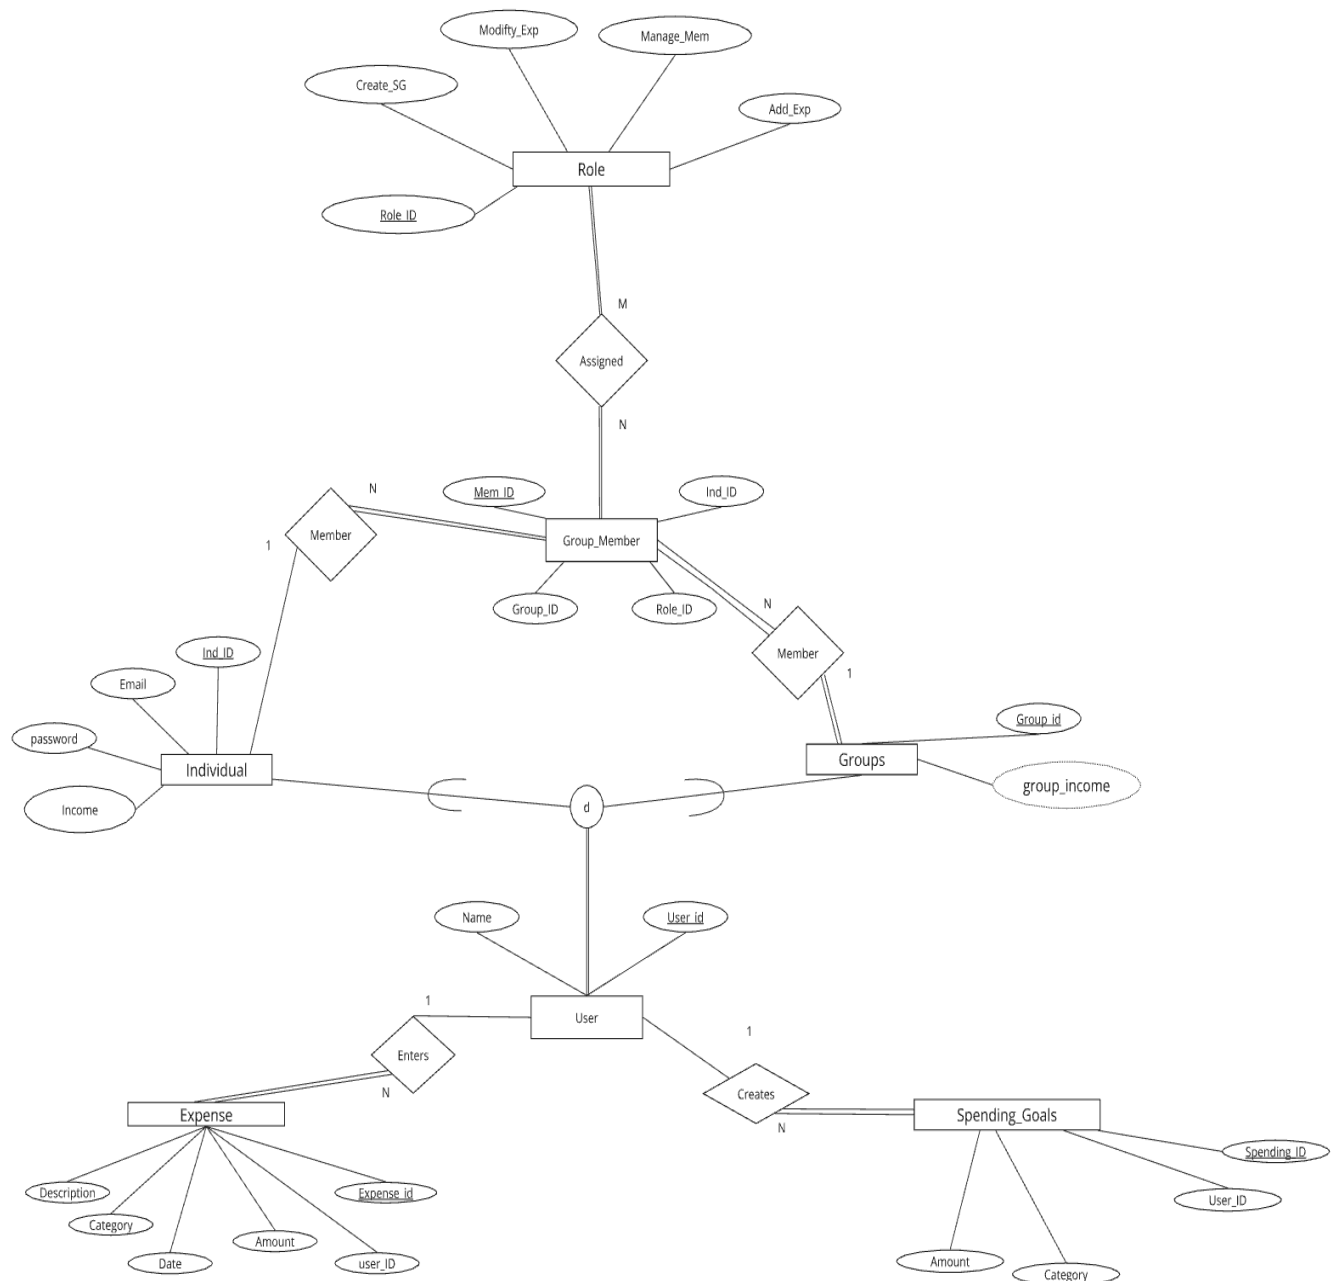 Modifty_Exp
Manage_Mem
Create_SG
Add_Exp
Role
Role_ID
M
Assigned
N
N
Mem_ID
Ind_ID
Member
Group_Member
1
Group_ID
Role_ID
N
Member
1
Ind_ID
Email
password
Individual
Income
Group_id
Groups
group_income
d
Name
User_id
1
User
1
Enters
N
Creates
N
Expense
Spending_Goals
Description
Category
Date
Amount
user_ID
Expense_id
Spending_ID
User_ID
Amount
Category